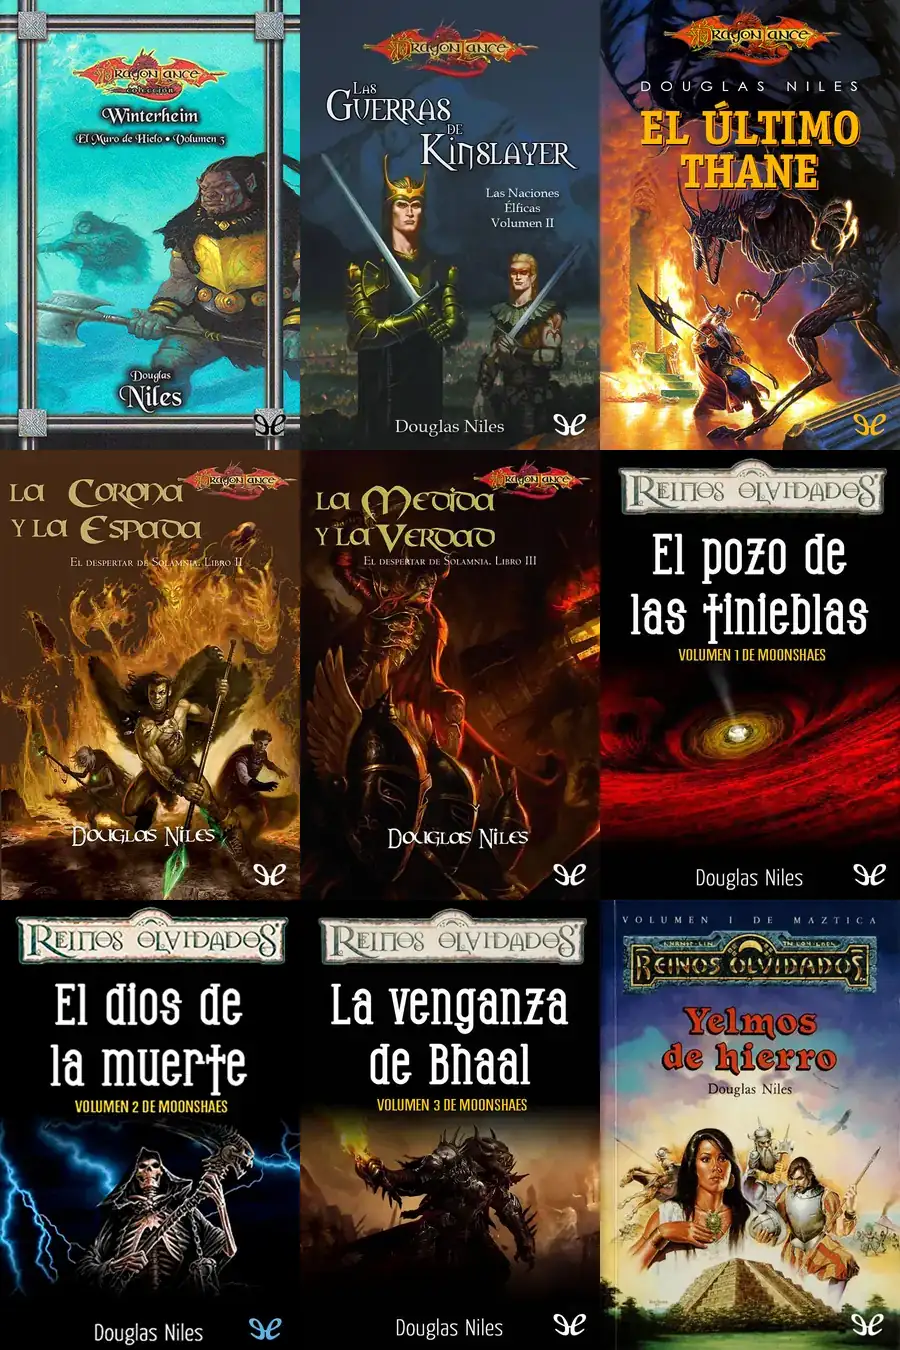 DragonLance
colección
Winterheim
El Muro de Hielo • Volumen 3
Douglas
Niles
DragonLance
Las
Guerras
de
Kinslayer
Las Naciones
Élficas
Volumen II
Douglas Niles
DragonLance
DOUGLAS NILES
EL ÚLTIMO
THANE
DragonLance
La Corona
y la Espada
El despertar de Solamnia. Libro II
Douglas Niles
DragonLance
La Medida
y la Verdad
El despertar de Solamnia. Libro III
Douglas Niles
REINOS OLVIDADOS
El pozo de
las tinieblas
VOLUMEN 1 DE MOONSHAES
Douglas Niles
REINOS OLVIDADOS
El dios de
la muerte
VOLUMEN 2 DE MOONSHAES
Douglas Niles
REINOS OLVIDADOS
La venganza
de Bhaal
VOLUMEN 3 DE MOONSHAES
Douglas Niles
VOLUMEN I DE MAZTICA
REINOS OLVIDADOS
Yelmos
de hierro
Douglas Niles